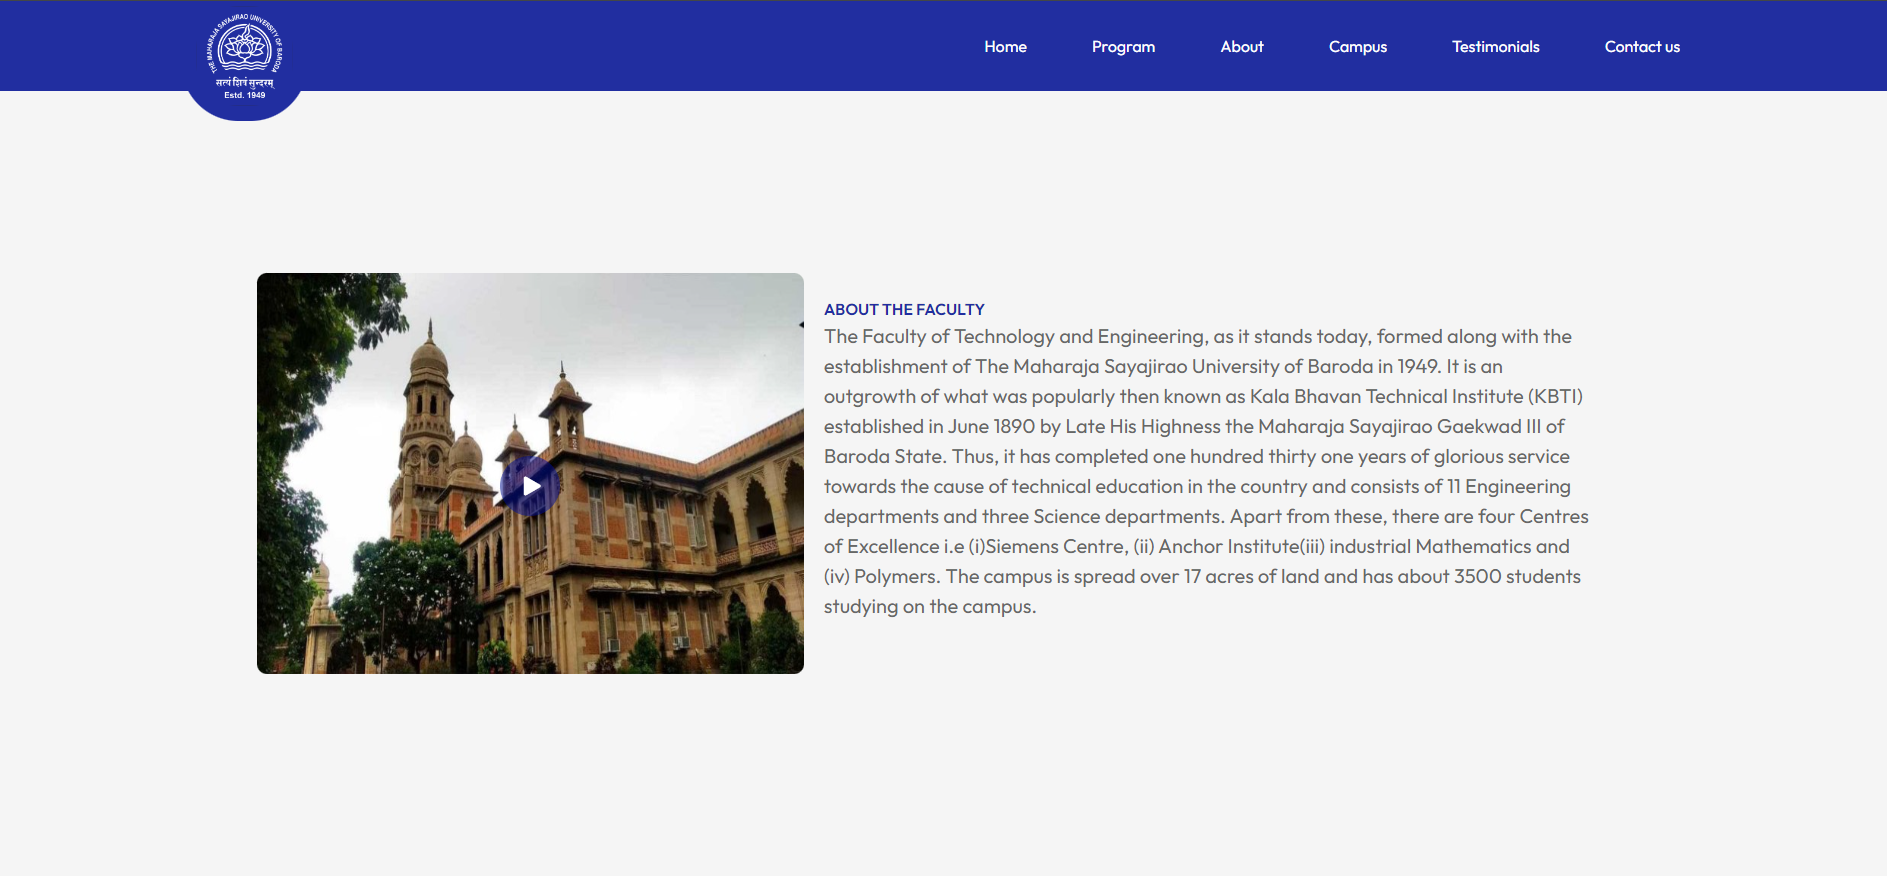 THE MAHARAJA SAYAJIRAO UNIVERSITY OF BARODA
सत्यं शिवं सुन्दरम्
Estd. 1949
Home Program About Campus Testimonials Contact us
ABOUT THE FACULTY
The Faculty of Technology and Engineering, as it stands today, formed along with the
establishment of The Maharaja Sayajirao University of Baroda in 1949. It is an
outgrowth of what was popularly then known as Kala Bhavan Technical Institute (KBTI)
established in June 1890 by Late His Highness the Maharaja Sayajirao Gaekwad III of
Baroda State. Thus, it has completed one hundred thirty one years of glorious service
towards the cause of technical education in the country and consists of 11 Engineering
departments and three Science departments. Apart from these, there are four Centres
of Excellence i.e (i)Siemens Centre, (ii) Anchor Institute(iii) industrial Mathematics and
(iv) Polymers. The campus is spread over 17 acres of land and has about 3500 students
studying on the campus.